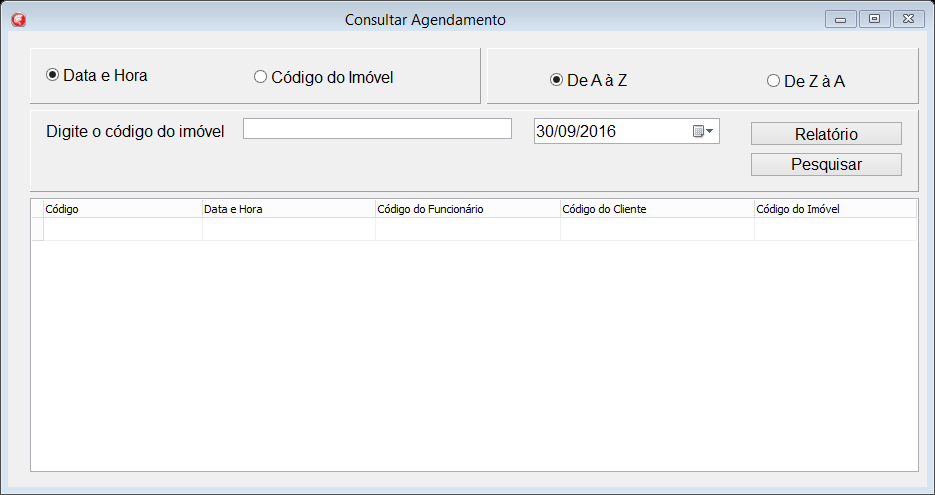 Consultar Agendamento
Data e Hora
Código do Imóvel
De A à Z
De Z à A
Digite o código do imóvel
30/09/2016
Relatório
Pesquisar
Código
Data e Hora
Código do Funcionário
Código do Cliente
Código do Imóvel